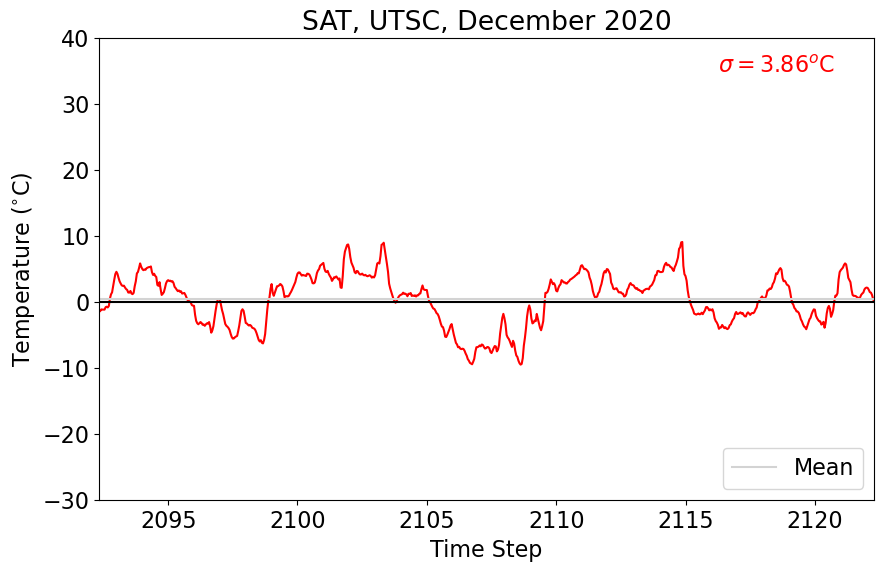 SAT, UTSC, December 2020
σ = 3.86°C
Temperature (°C)
40
30
20
10
0
−10
−20
−30
Mean
2095
2100
2105
2110
2115
2120
Time Step